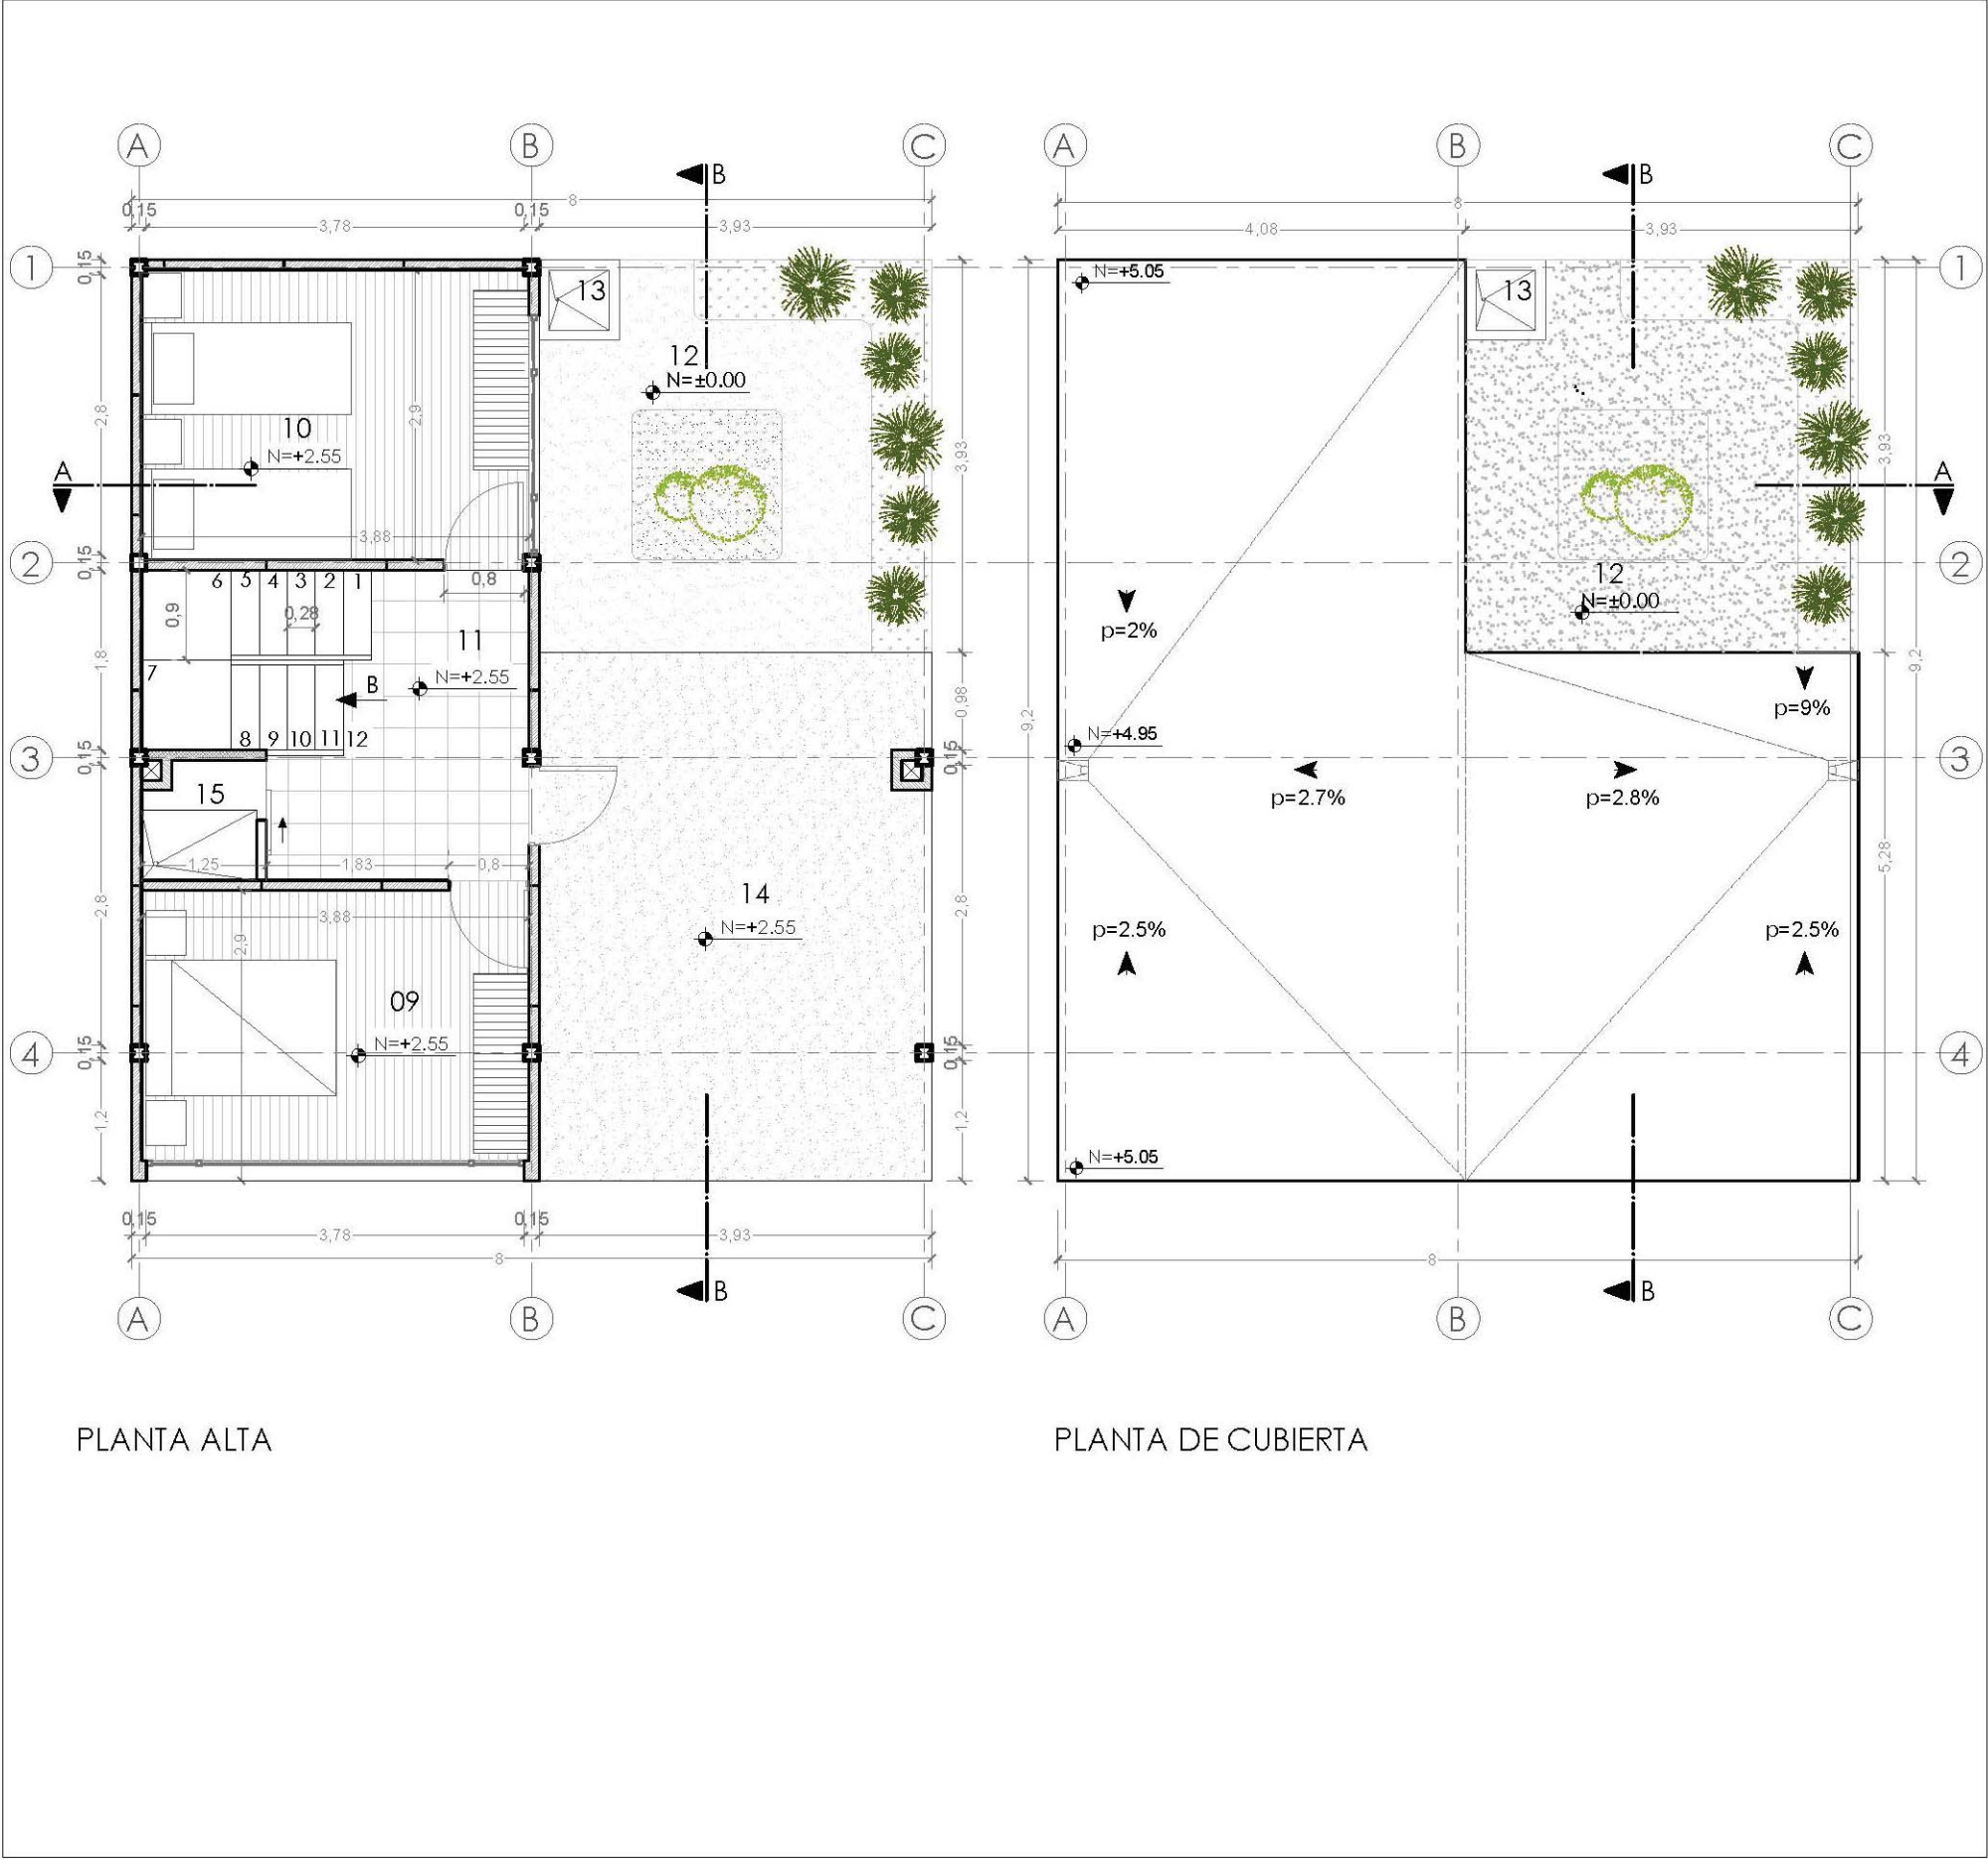 A B C A B C
B B
8 8
0,15 0,15
3,78 3,93 4,08 3,93
1 0,15 1
N=+5.05
13 13
12
N=±0.00
2,8 2,9 3,93 3,93
10
N=+2.55
A A
3,88
2 0,15 2
6 5 4 3 2 1 0,8
12
N=±0.00
0,9 0,28
p=2%
11
1,8 9,2
7 N=+2.55
B 0,98 9,2
p=9%
N=+4.95
8 9 10 11 12
3 0,15 0,15 3
15 p=2.7% p=2.8%
1,25 1,83 0,8 5,28
14
2,8 3,88 2,8
N=+2.55
p=2.5% p=2.5%
2,9
09
N=+2.55
4 0,15 0,15 4
1,2 1,2
N=+5.05
0,15 0,15
3,78 3,93
8 8
B B
A B C A B C
PLANTA ALTA PLANTA DE CUBIERTA